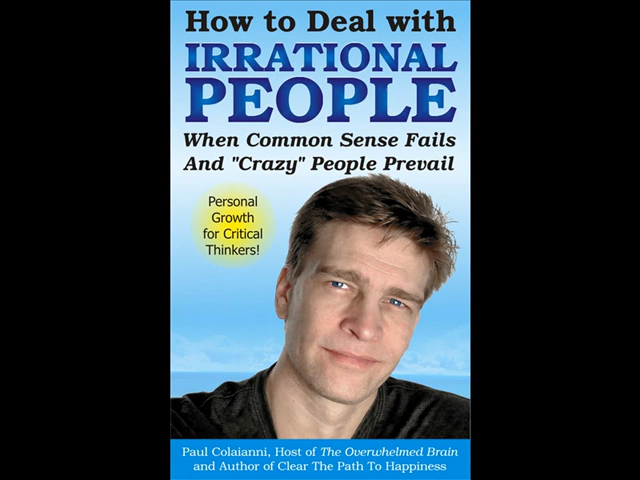 How to Deal with
IRRATIONAL
PEOPLE
When Common Sense Fails
And "Crazy" People Prevail
Personal
Growth
for Critical
Thinkers!
Paul Colaianni, Host of The Overwhelmed Brain
and Author of Clear The Path To Happiness